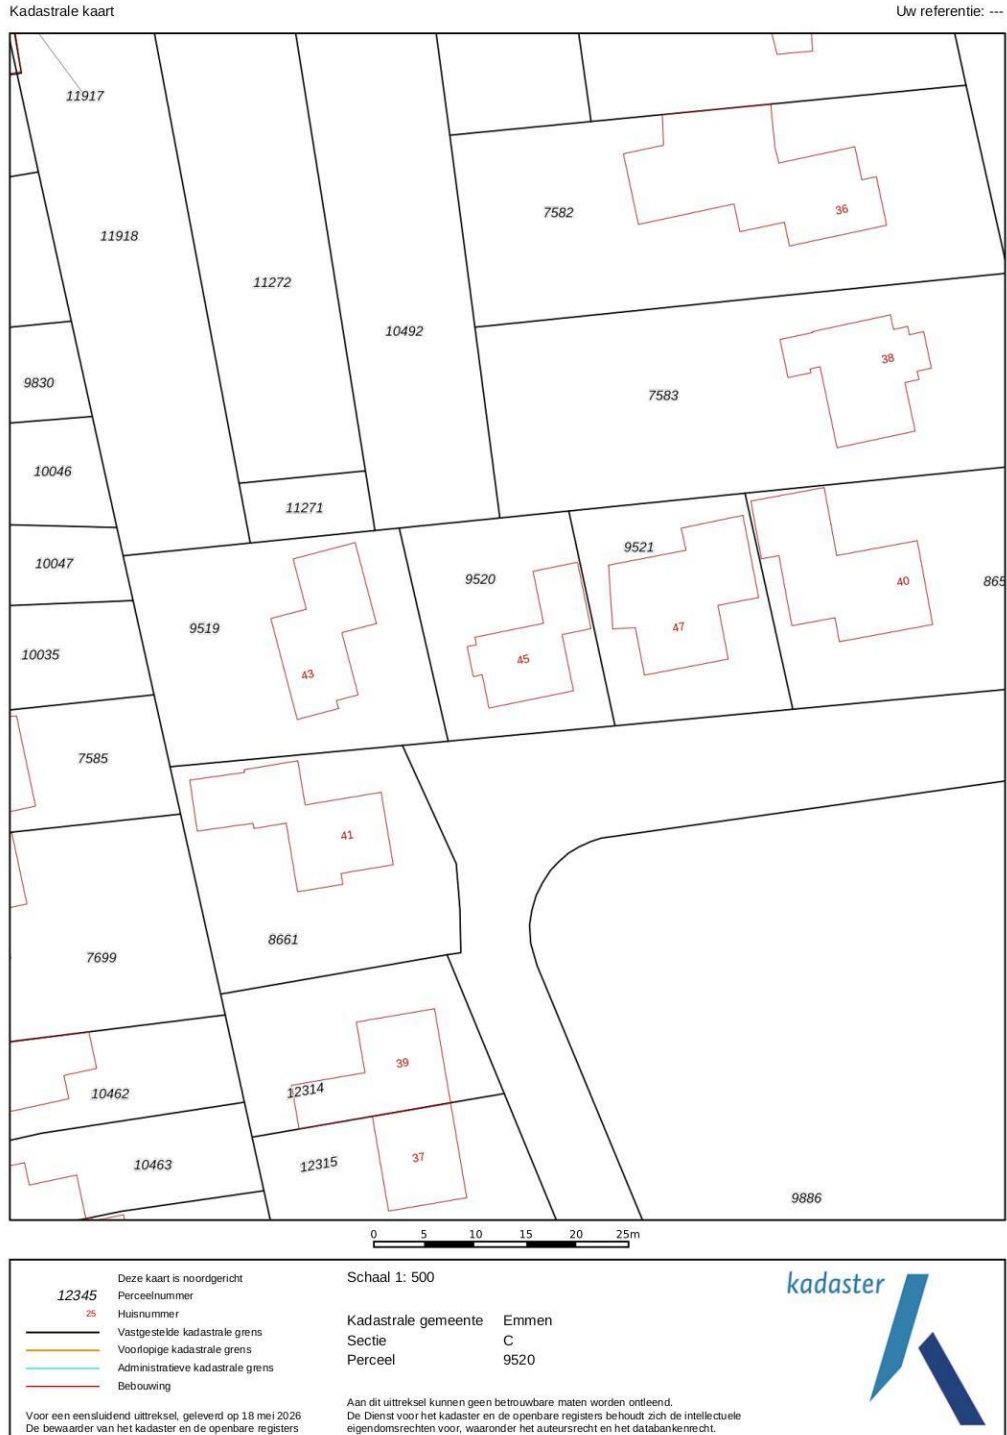 Kadastrale kaart
Uw referentie: ---
11917
11918
11272
10492
7582
36
7583
38
9830
10046
10047
10035
11271
9519
43
9520
45
9521
47
40
865
7585
41
8661
7699
39
12314
10462
10463
12315
37
9886
0 5 10 15 20 25m
Deze kaart is noordgericht
12345 Perceelnummer
25 Huisnummer
Vastgestelde kadastrale grens
Voorlopige kadastrale grens
Administratieve kadastrale grens
Bebouwing
Voor een eensluidend uittreksel, geleverd op 18 mei 2026
De bewaarder van het kadaster en de openbare registers
Schaal 1: 500
Kadastrale gemeente Emmen
Sectie C
Perceel 9520
Aan dit uittreksel kunnen geen betrouwbare maten worden ontleend.
De Dienst voor het kadaster en de openbare registers behoudt zich de intellectuele
eigendomsrechten voor, waaronder het auteursrecht en het databankenrecht.
kadaster